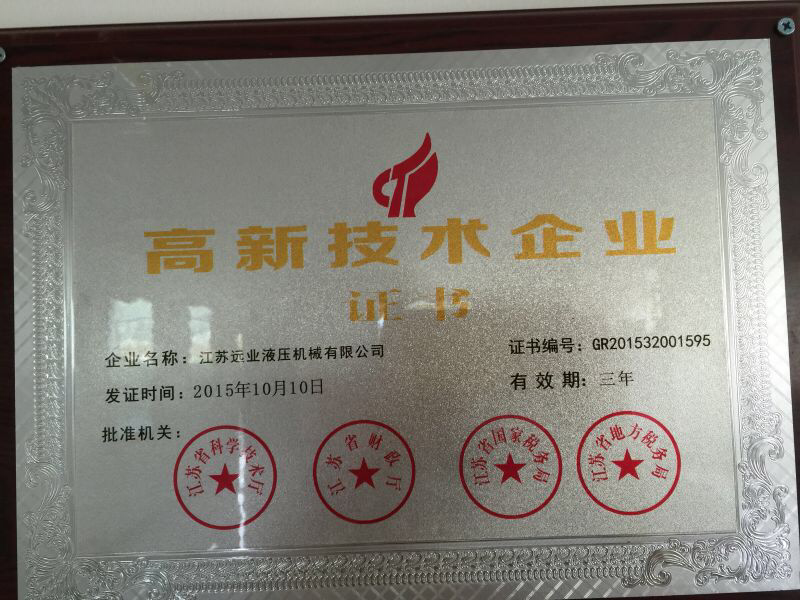 高新技术企业
证书
企业名称：江苏远业液压机械有限公司
证书编号：GR201532001595
发证时间：2015年10月10日
有效期：三年
批准机关：
江苏省科学技术厅
江苏省财政厅
江苏省国家税务局
江苏省地方税务局